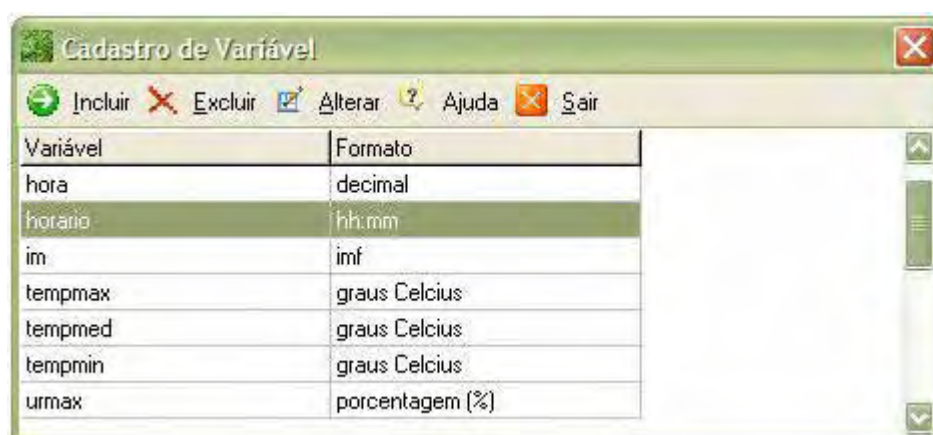 Cadastro de Variável
Incluir Excluir Alterar Ajuda Sair
Variável Formato
hora decimal
horario hh:mm
im imf
tempmax graus Celcius
tempmed graus Celcius
tempmin graus Celcius
urmax porcentagem (%)